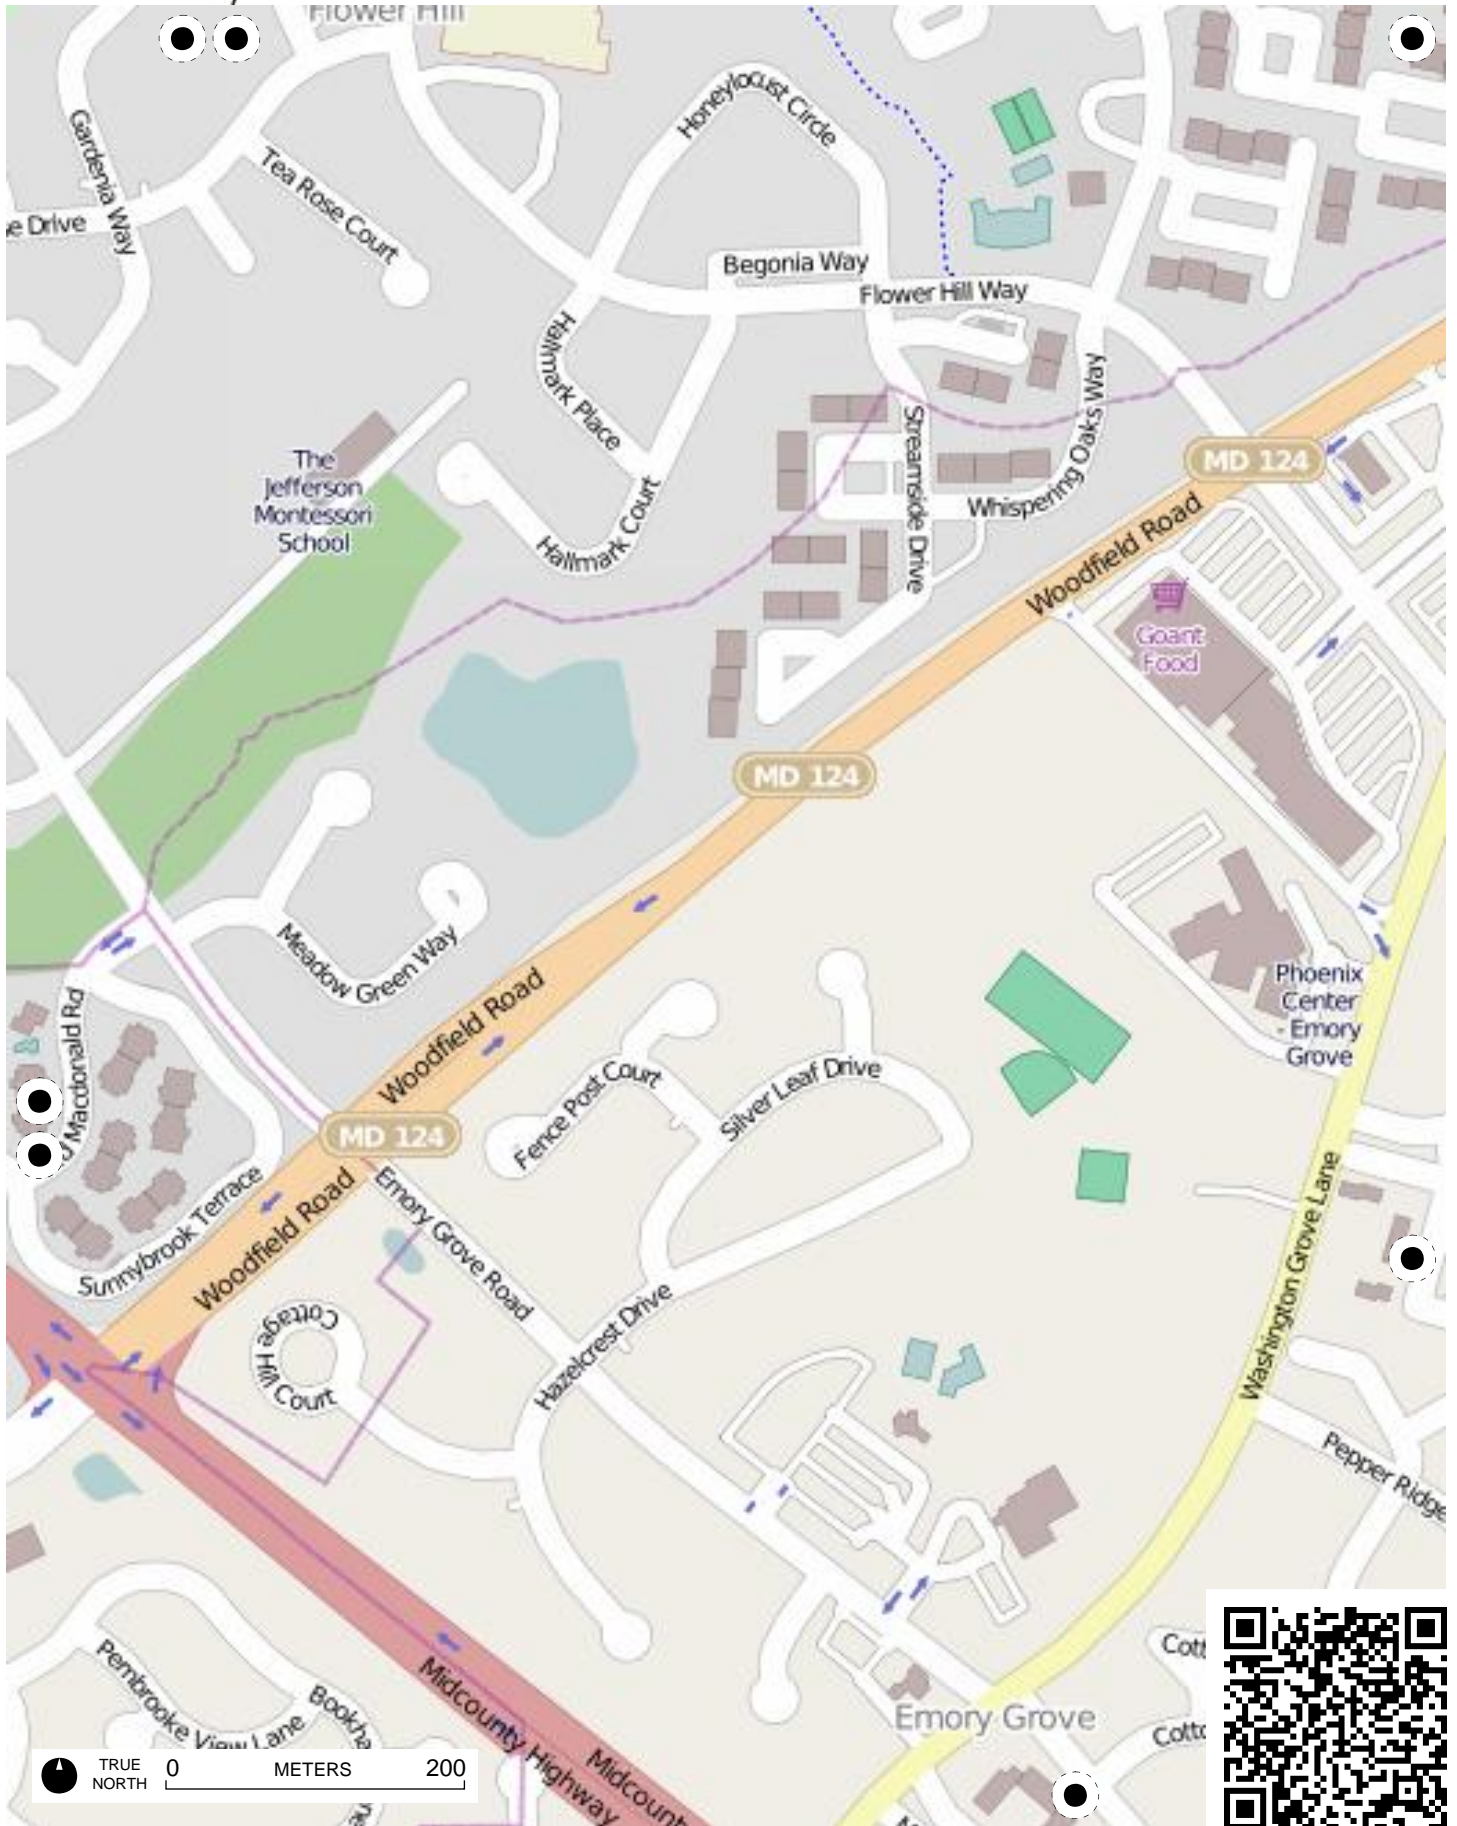 Flower Hill
Gardenia Way
Honeylocust Circle
Tea Rose Court
Drive
Begonia Way
Flower Hill Way
Hallmark Place
Whispering Oaks Way
Streamside Drive
MD 124
The
Jefferson
Montessori
School
Hallmark Court
Woodfield Road
Goant
Food
MD 124
Meadow Green Way
Woodfield Road
Phoenix
Center
- Emory
Grove
Macdonald Rd
Fence Post Court
Silver Leaf Drive
MD 124
Sunnybrook Terrace
Woodfield Road
Emory Grove Road
Washington Grove Lane
Cottage Hill Court
Hazelcrest Drive
Pepper Ridge
Pembrooke View Lane
Midcounty Highway
Emory Grove
TRUE
NORTH
0 METERS 200